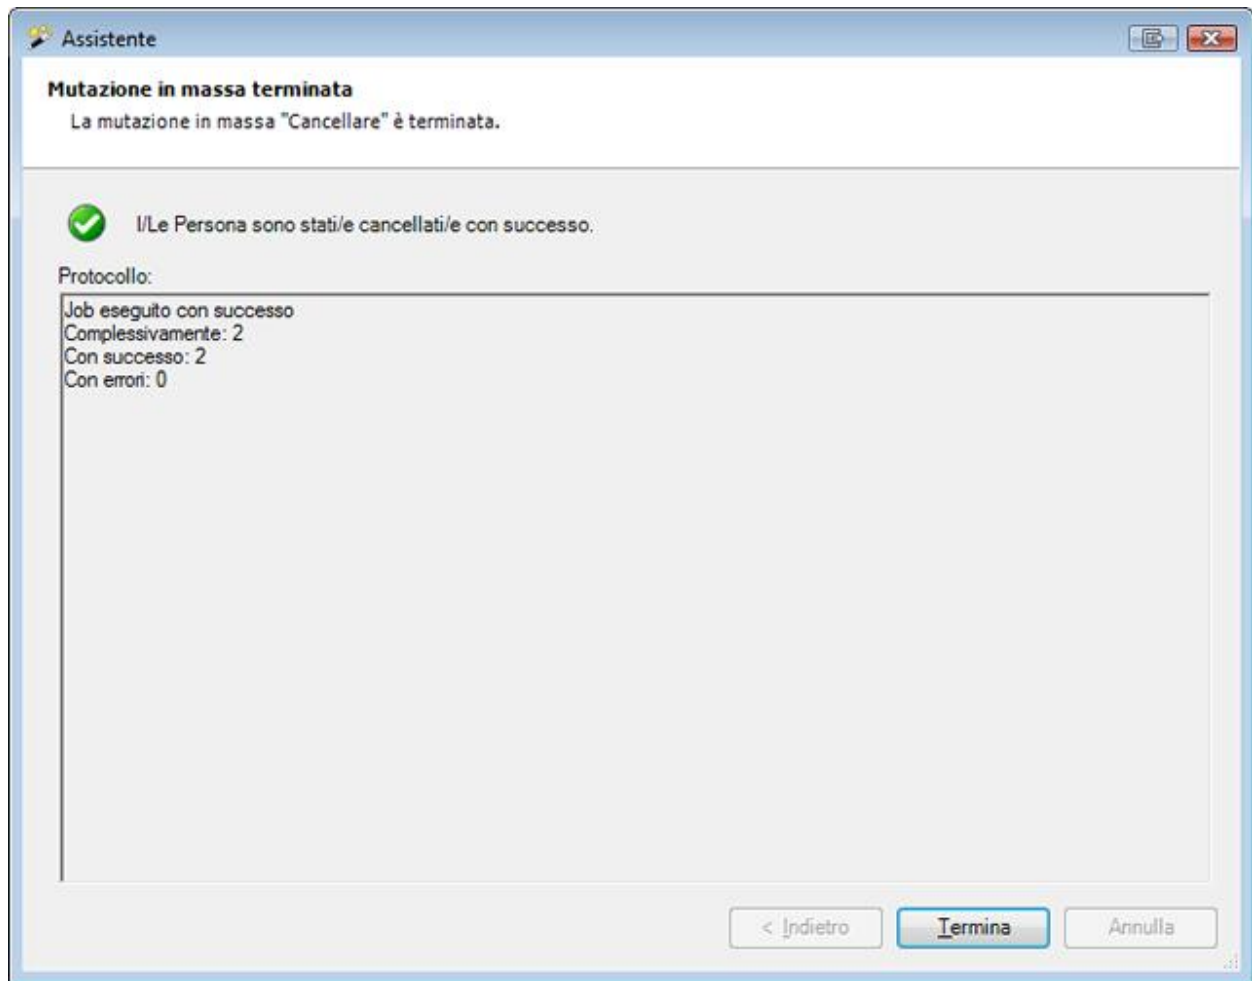 Assistente
Mutazione in massa terminata
La mutazione in massa "Cancellare" è terminata.
I/Le Persona sono stati/e cancellati/e con successo.
Protocollo:
Job eseguito con successo
Complessivamente: 2
Con successo: 2
Con errori: 0
< Indietro
Termina
Annulla